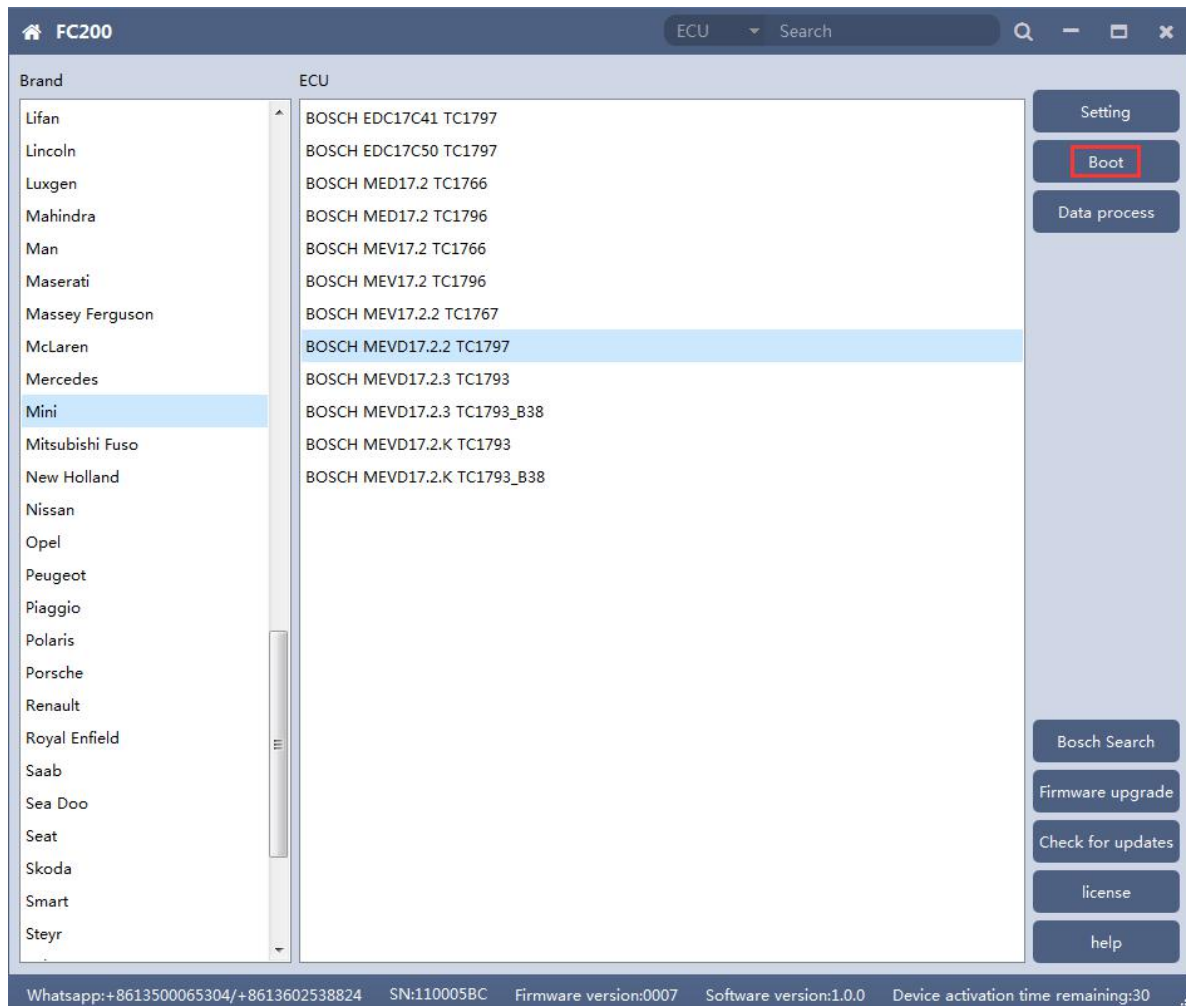 FC200
ECU
Search
Brand
ECU
Lifan
Lincoln
Luxgen
Mahindra
Man
Maserati
Massey Ferguson
McLaren
Mercedes
Mini
Mitsubishi Fuso
New Holland
Nissan
Opel
Peugeot
Piaggio
Polaris
Porsche
Renault
Royal Enfield
Saab
Sea Doo
Seat
Skoda
Smart
Steyr
BOSCH EDC17C41 TC1797
BOSCH EDC17C50 TC1797
BOSCH MED17.2 TC1766
BOSCH MED17.2 TC1796
BOSCH MEV17.2 TC1766
BOSCH MEV17.2 TC1796
BOSCH MEV17.2.2 TC1767
BOSCH MEVD17.2.2 TC1797
BOSCH MEVD17.2.3 TC1793
BOSCH MEVD17.2.3 TC1793_B38
BOSCH MEVD17.2.K TC1793
BOSCH MEVD17.2.K TC1793_B38
Setting
Boot
Data process
Bosch Search
Firmware upgrade
Check for updates
license
help
Whatsapp:+8613500065304/+8613602538824 SN:110005BC Firmware version:0007 Software version:1.0.0 Device activation time remaining:30